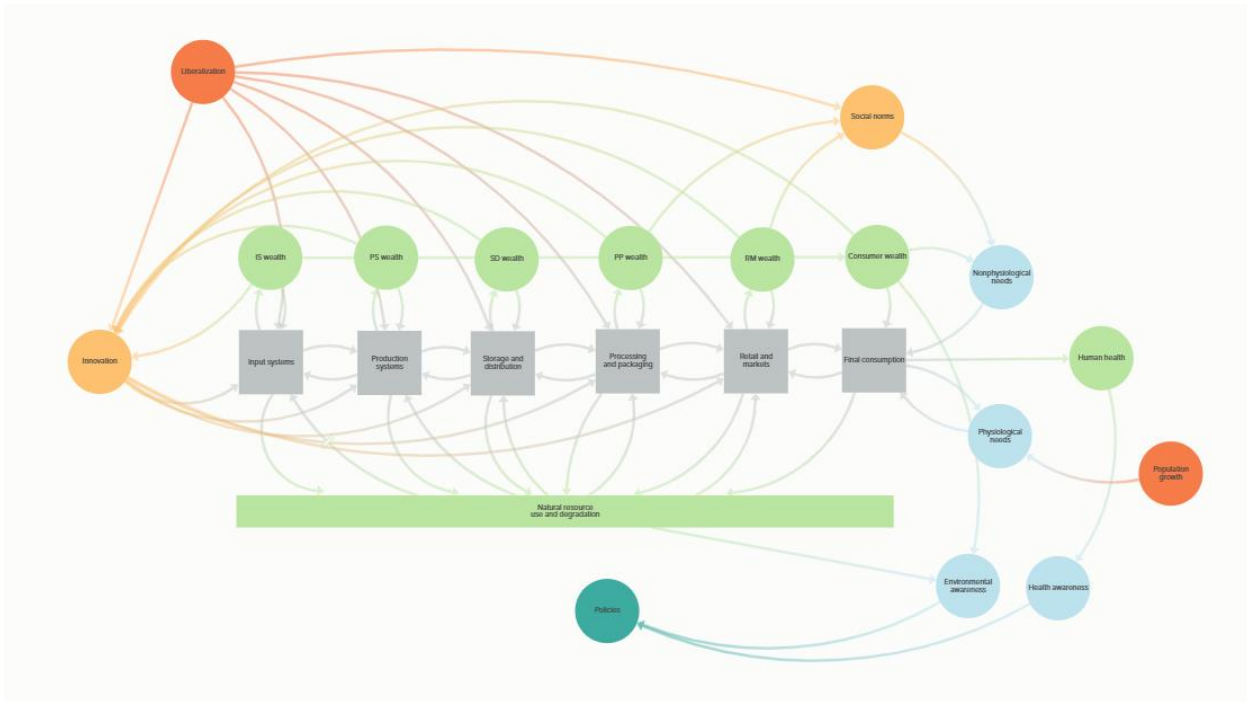 Liberalization
Social norms
IS wealth
PS wealth
SD wealth
PP wealth
RM wealth
Consumer wealth
Nonphysiological
needs
Innovation
Input systems
Production
systems
Storage and
distribution
Processing
and packaging
Retail and
markets
Final consumption
Human health
Physiological
needs
Population
growth
Natural resource
use and degradation
Environmental
awareness
Health awareness
Policies